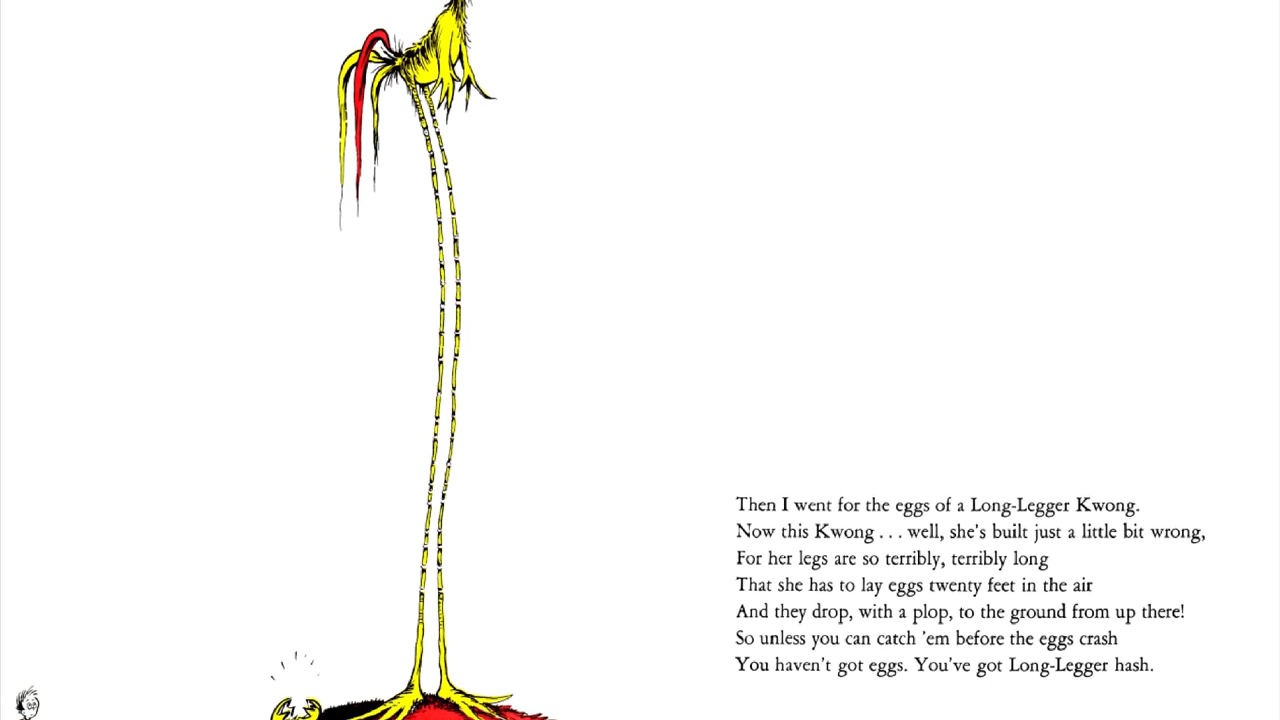 Then I went for the eggs of a Long-Legger Kwong.
Now this Kwong . . . well, she's built just a little bit wrong,
For her legs are so terribly, terribly long
That she has to lay eggs twenty feet in the air
And they drop, with a plop, to the ground from up there!
So unless you can catch 'em before the eggs crash
You haven't got eggs. You've got Long-Legger hash.